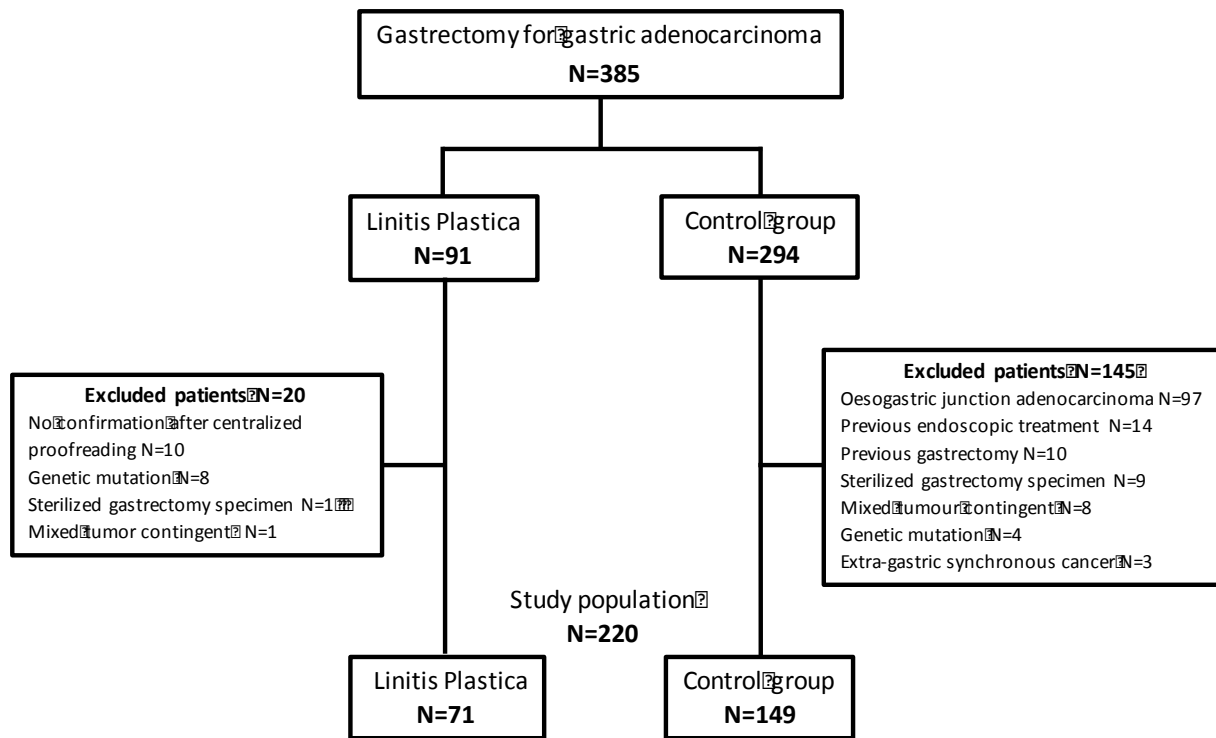 Gastrectomy for gastric adenocarcinoma
N=385
Linitis Plastica
N=91
Control group
N=294
Excluded patients N=20
No confirmation after centralized
proofreading N=10
Genetic mutation N=8
Sterilized gastrectomy specimen N=1
Mixed tumor contingent N=1
Excluded patients N=145
Oesogastric junction adenocarcinoma N=97
Previous endoscopic treatment N=14
Previous gastrectomy N=10
Sterilized gastrectomy specimen N=9
Mixed tumour contingent N=8
Genetic mutation N=4
Extra-gastric synchronous cancer N=3
Study population
N=220
Linitis Plastica
N=71
Control group
N=149